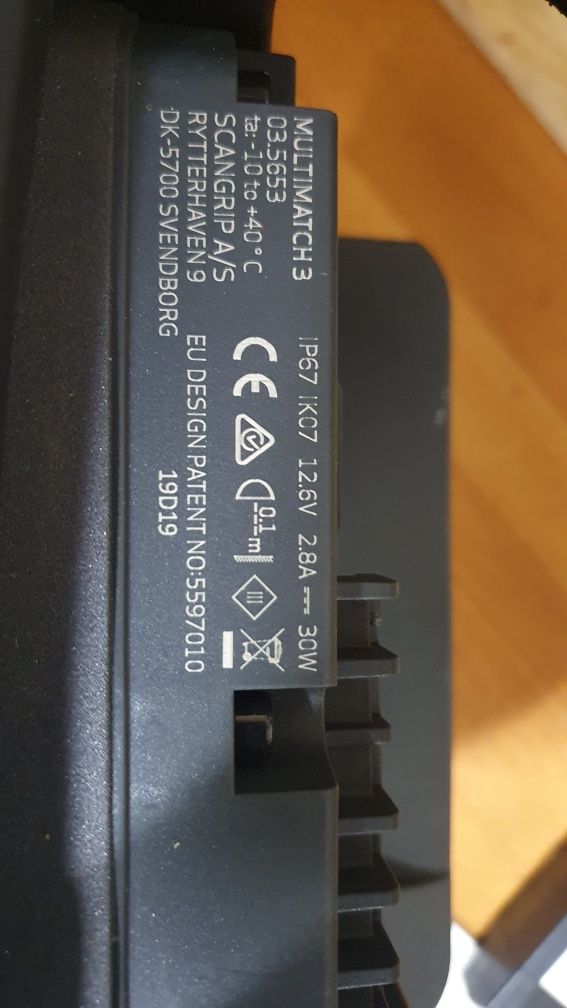 MULTIMATCH 3
03.5653
ta: -10 to +40°C
SCANGRIP A/S
RYTTERHAVEN 9
DK-5700 SVENDBORG
IP67 IK07 12.6V 2.8A ⎓ 30W
CE 0.1 m III
EU DESIGN PATENT NO:5597010
19D19